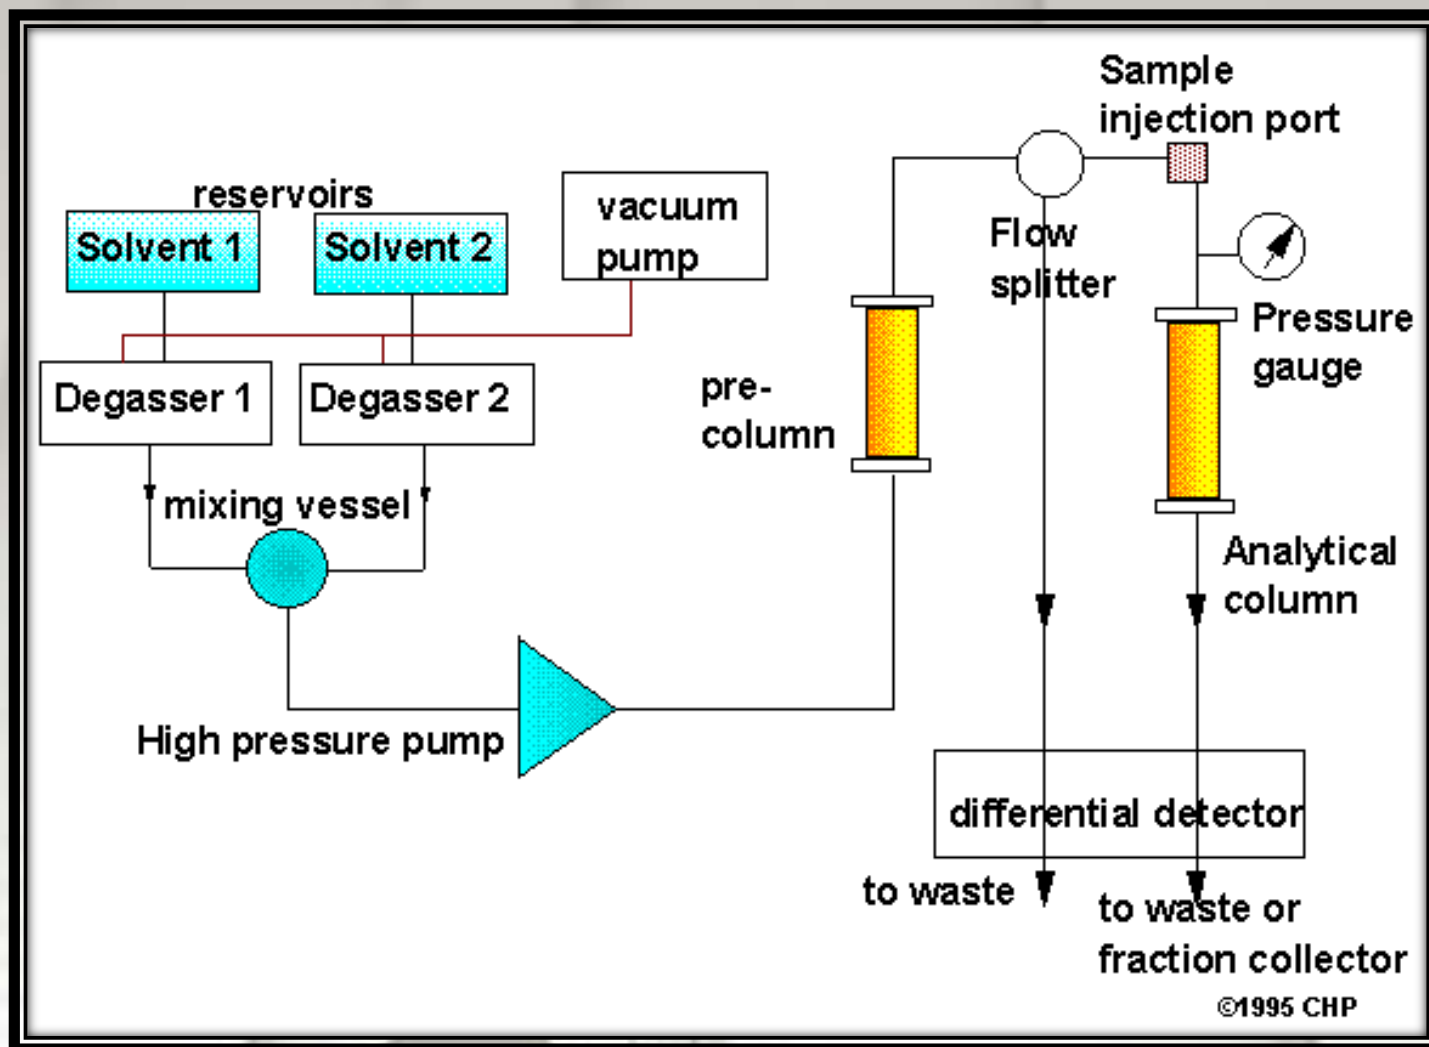 Sample
injection port
reservoirs
Solvent 1
Solvent 2
vacuum
pump
Flow
splitter
Pressure
gauge
Degasser 1
Degasser 2
pre-
column
mixing vessel
Analytical
column
High pressure pump
differential detector
to waste
to waste or
fraction collector
©1995 CHP